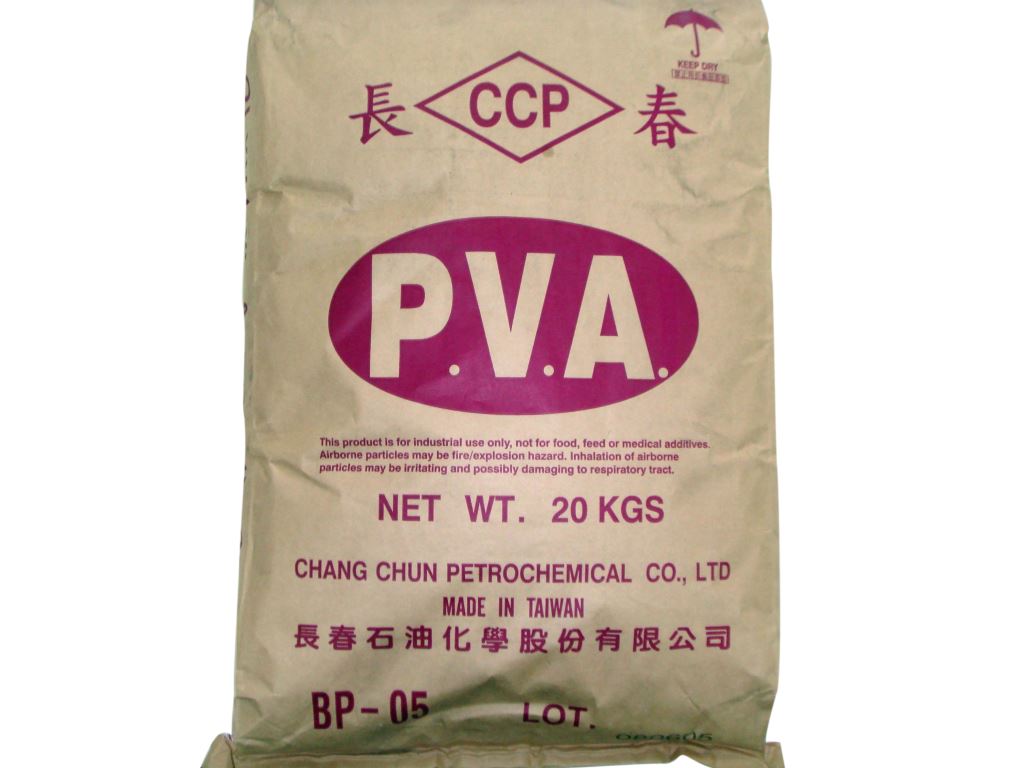 KEEP DRY
長 CCP 春
P.V.A.
This product is for industrial use only, not for food, feed or medical additives.
Airborne particles may be fire/explosion hazard. Inhalation of airborne
particles may be irritating and possibly damaging to respiratory tract.
NET WT. 20 KGS
CHANG CHUN PETROCHEMICAL CO., LTD
MADE IN TAIWAN
長春石油化學股份有限公司
BP-05 LOT.